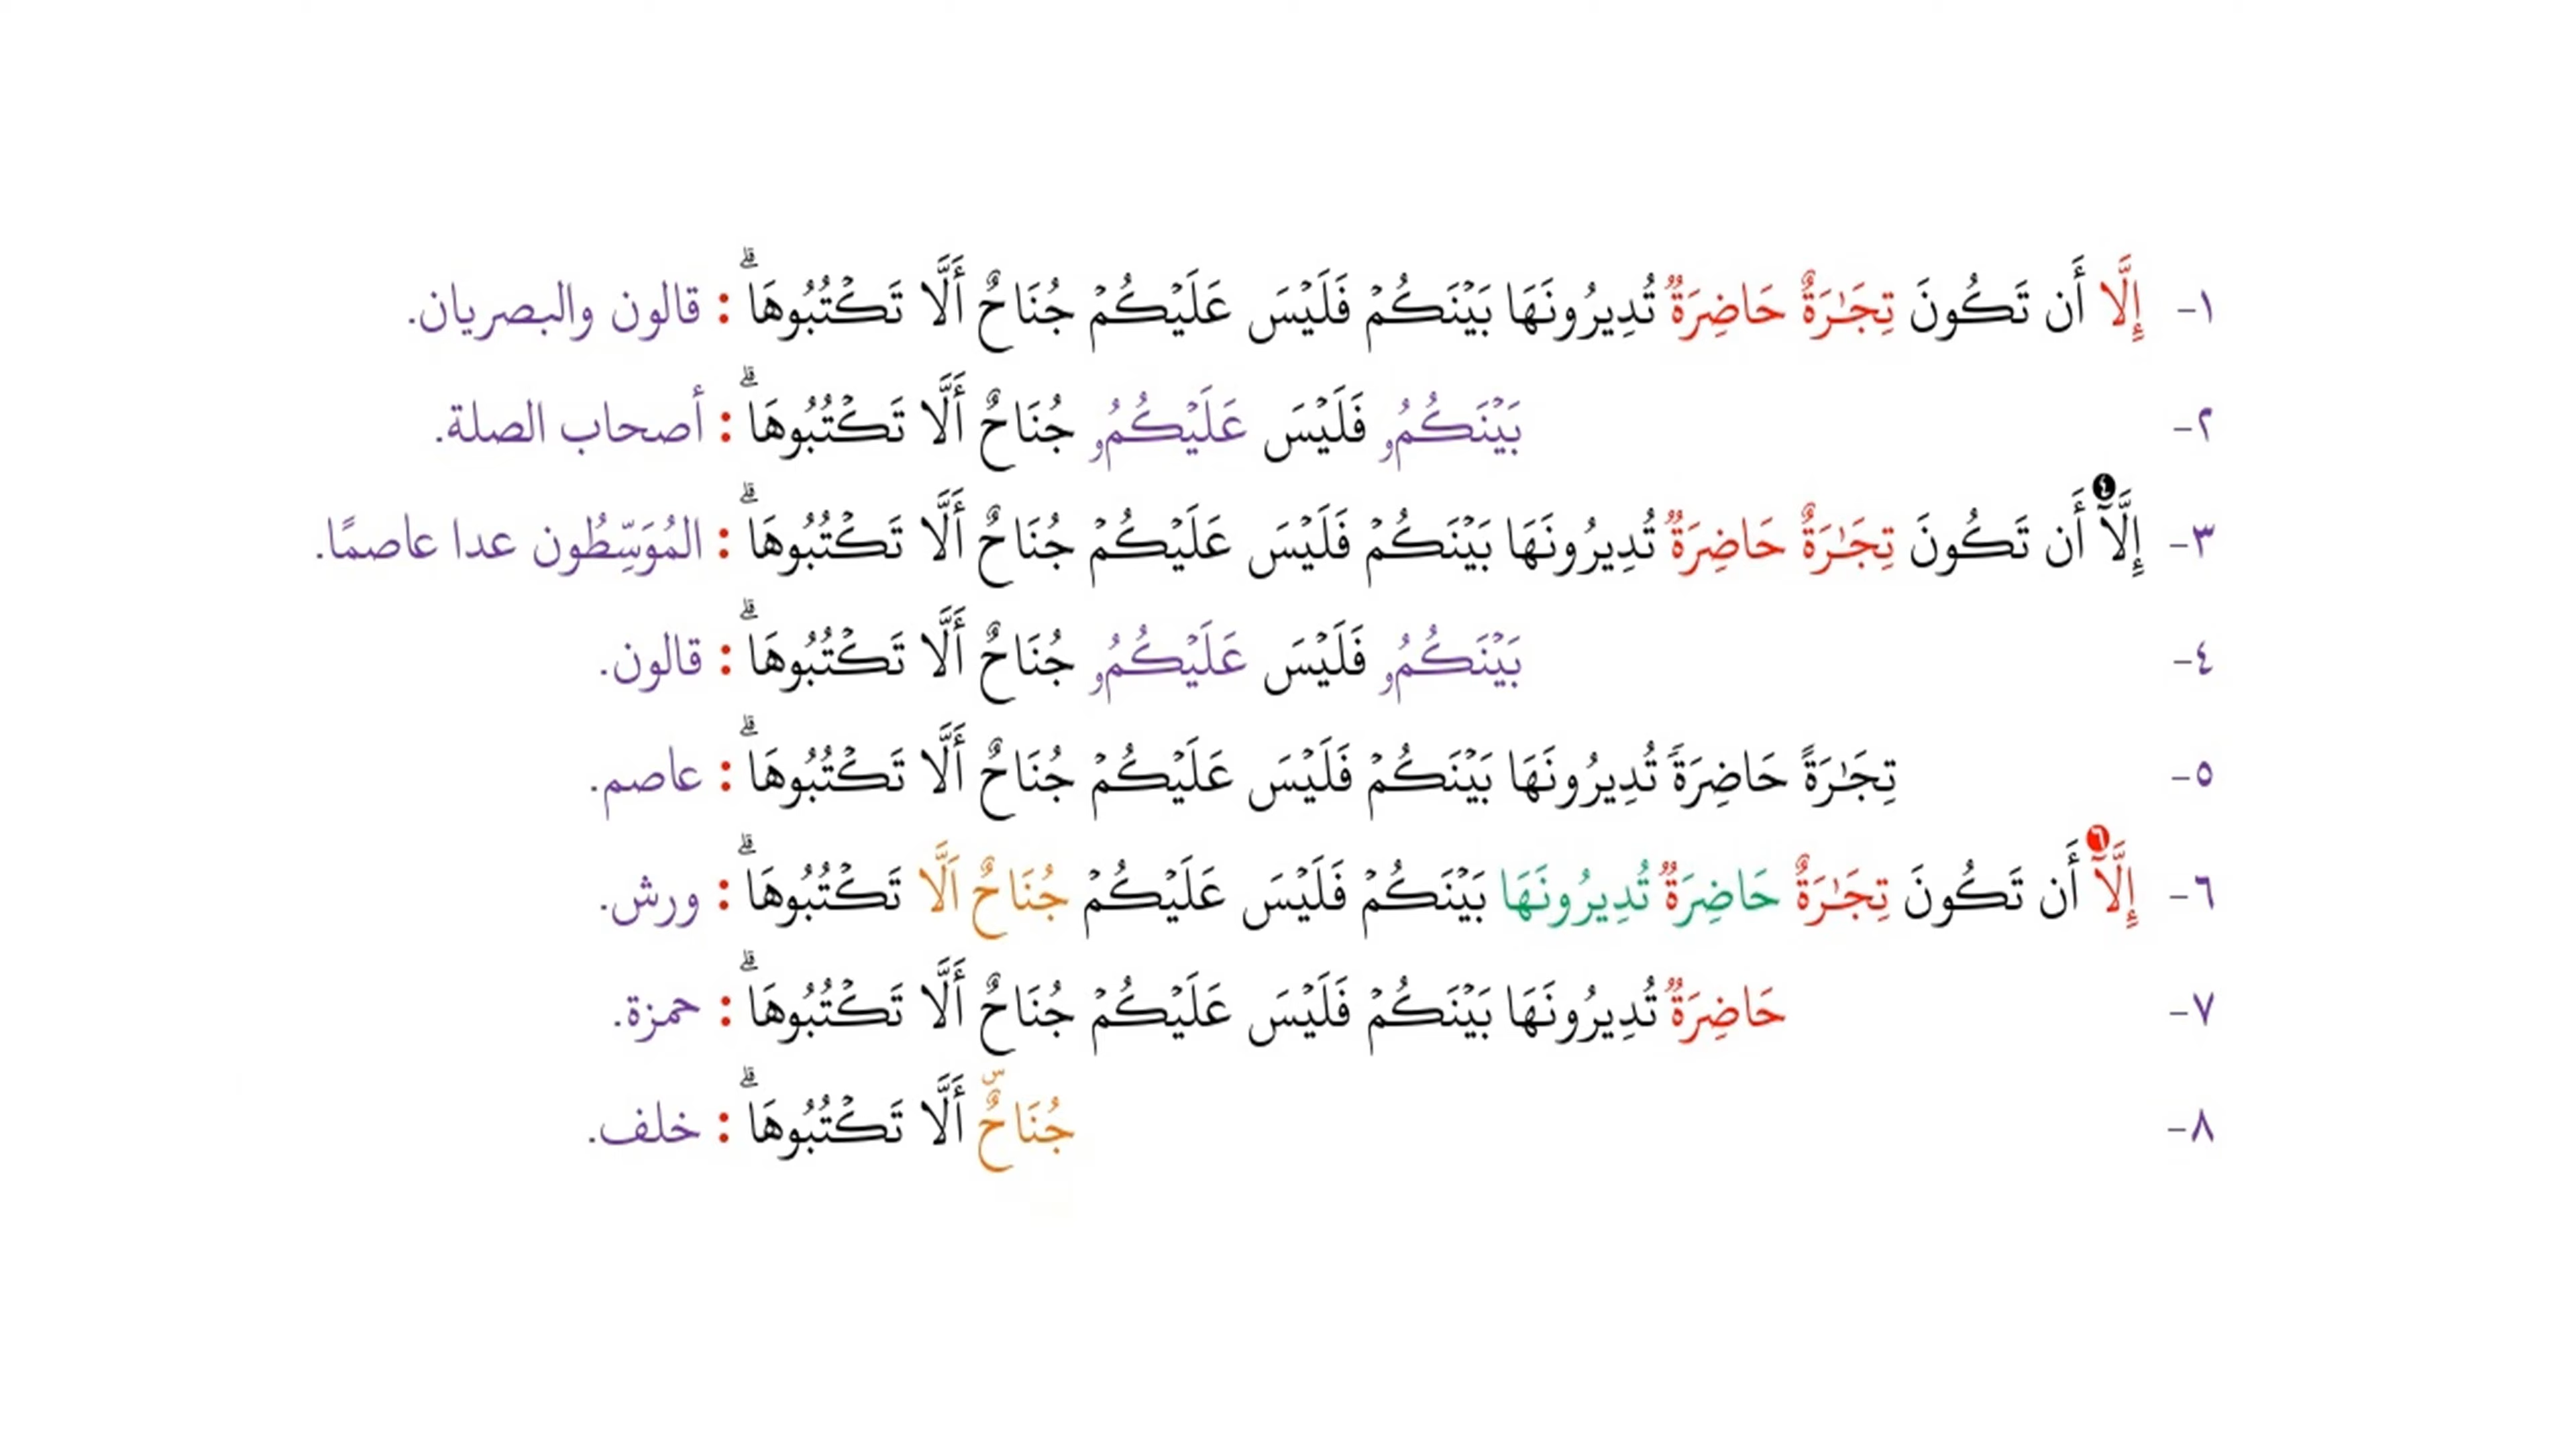 ١- إِلَّا أَن تَكُونَ تِجَٰرَةٌ حَاضِرَةٌ تُدِيرُونَهَا بَيْنَكُمْ فَلَيْسَ عَلَيْكُمْ جُنَاحٌ أَلَّا تَكْتُبُوهَا ۗ : قالون والبصريان.
٢- بَيْنَكُمُۥ فَلَيْسَ عَلَيْكُمُۥ جُنَاحٌ أَلَّا تَكْتُبُوهَا ۗ : أصحاب الصلة.
٣- إِلَّآ ٤ أَن تَكُونَ تِجَٰرَةٌ حَاضِرَةٌ تُدِيرُونَهَا بَيْنَكُمْ فَلَيْسَ عَلَيْكُمْ جُنَاحٌ أَلَّا تَكْتُبُوهَا ۗ : المُوَسِّطُون عدا عاصمًا.
٤- بَيْنَكُمُۥ فَلَيْسَ عَلَيْكُمُۥ جُنَاحٌ أَلَّا تَكْتُبُوهَا ۗ : قالون.
٥- تِجَٰرَةً حَاضِرَةً تُدِيرُونَهَا بَيْنَكُمْ فَلَيْسَ عَلَيْكُمْ جُنَاحٌ أَلَّا تَكْتُبُوهَا ۗ : عاصم.
٦- إِلَّآ ٦ أَن تَكُونَ تِجَٰرَةٌ حَاضِرَةٌ تُدِيرُونَهَا بَيْنَكُمْ فَلَيْسَ عَلَيْكُمْ جُنَاحٌ اَلَّا تَكْتُبُوهَا ۗ : ورش.
٧- حَاضِرَةٌ تُدِيرُونَهَا بَيْنَكُمْ فَلَيْسَ عَلَيْكُمْ جُنَاحٌ أَلَّا تَكْتُبُوهَا ۗ : حمزة.
٨- جُنَاحٌ س أَلَّا تَكْتُبُوهَا ۗ : خلف.